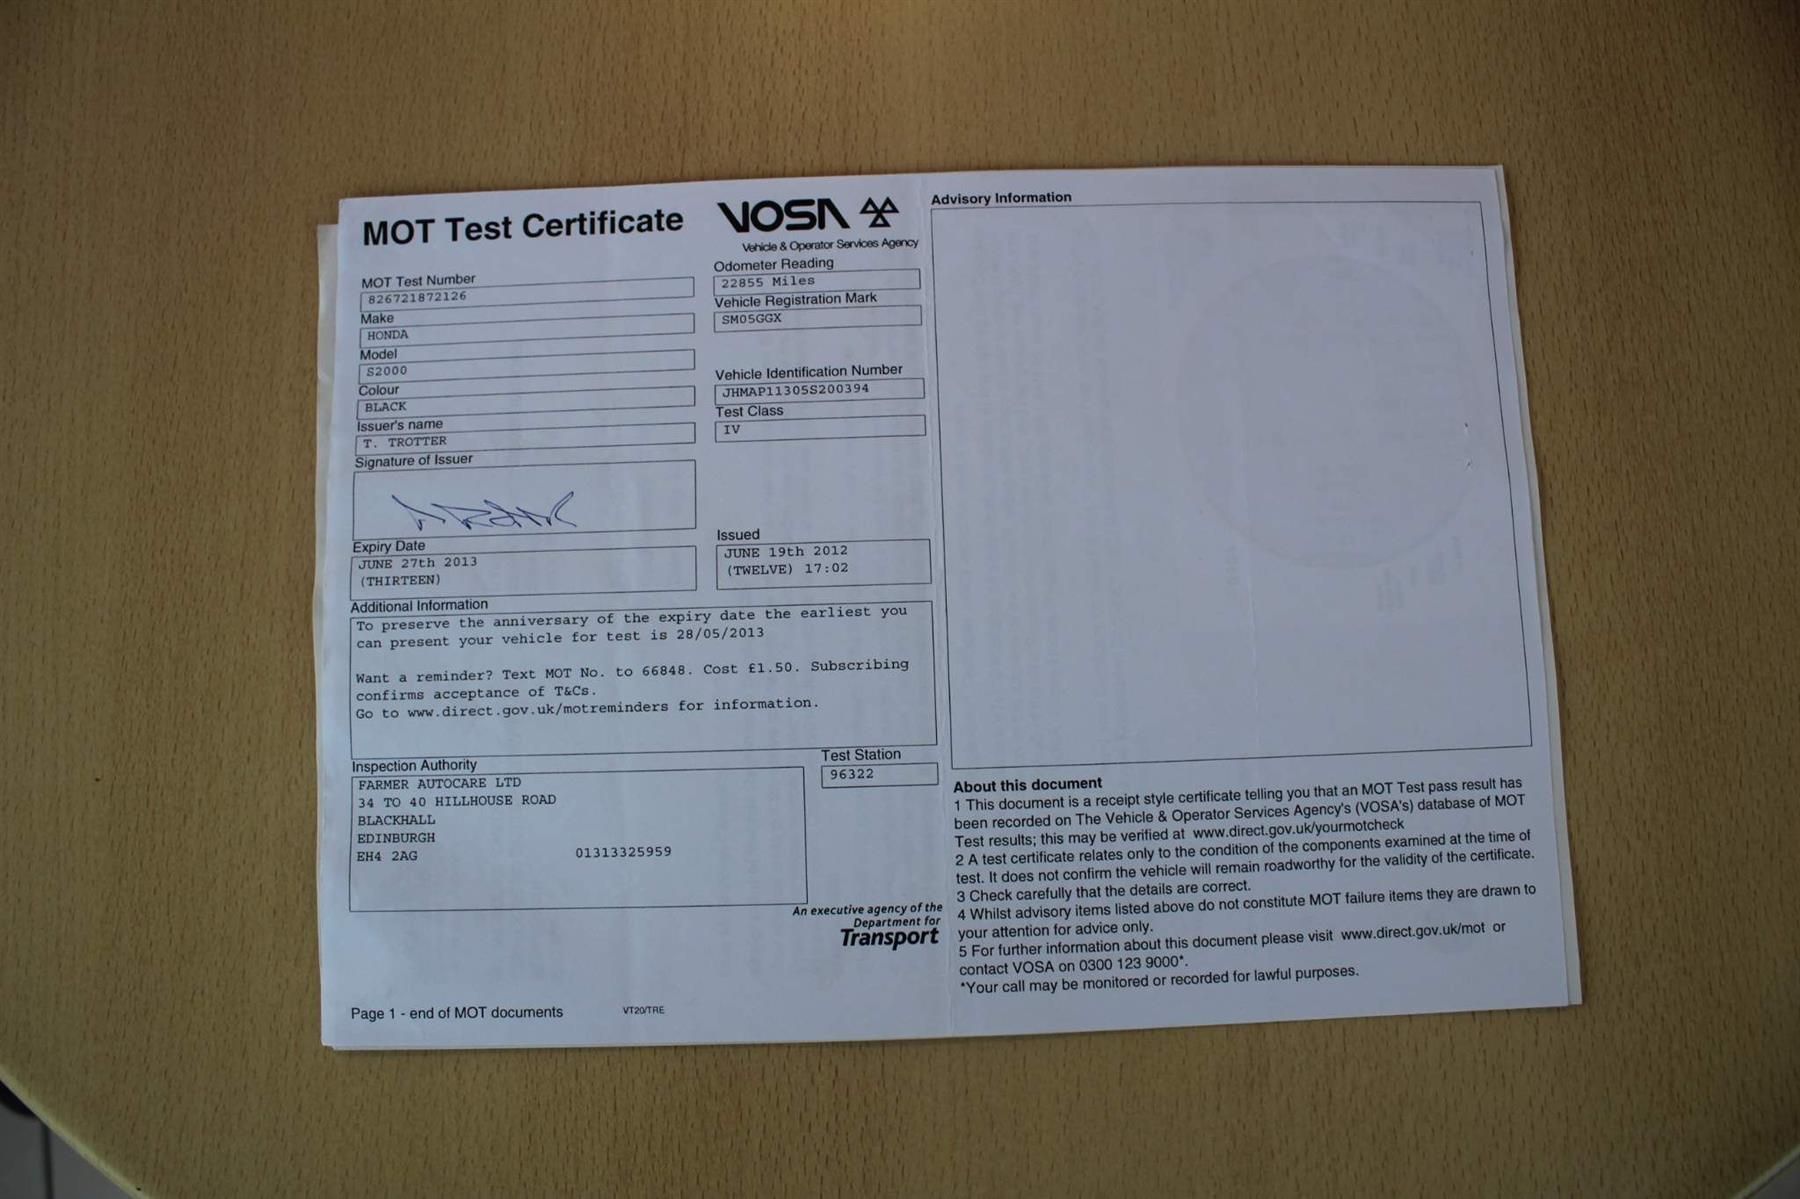 MOT Test Certificate
VOSA
Vehicle & Operator Services Agency
MOT Test Number
826721872126
Make
HONDA
Model
S2000
Colour
BLACK
Issuer's name
T. TROTTER
Signature of Issuer
Expiry Date
JUNE 27th 2013
(THIRTEEN)
Odometer Reading
22855 Miles
Vehicle Registration Mark
SM05GGX
Vehicle Identification Number
JHMAP11305S200394
Test Class
IV
Issued
JUNE 19th 2012
(TWELVE) 17:02
Additional Information
To preserve the anniversary of the expiry date the earliest you
can present your vehicle for test is 28/05/2013
Want a reminder? Text MOT No. to 66848. Cost £1.50. Subscribing
confirms acceptance of T&Cs.
Go to www.direct.gov.uk/motreminders for information.
Inspection Authority
FARMER AUTOCARE LTD
34 TO 40 HILLHOUSE ROAD
BLACKHALL
EDINBURGH
EH4 2AG 01313325959
Test Station
96322
An executive agency of the
Department for
Transport
Page 1 - end of MOT documents
VT20/TRE
Advisory Information
About this document
1 This document is a receipt style certificate telling you that an MOT Test pass result has
been recorded on The Vehicle & Operator Services Agency's (VOSA's) database of MOT
Test results; this may be verified at www.direct.gov.uk/yourmotcheck
2 A test certificate relates only to the condition of the components examined at the time of
test. It does not confirm the vehicle will remain roadworthy for the validity of the certificate.
3 Check carefully that the details are correct.
4 Whilst advisory items listed above do not constitute MOT failure items they are drawn to
your attention for advice only.
5 For further information about this document please visit www.direct.gov.uk/mot or
contact VOSA on 0300 123 9000*.
*Your call may be monitored or recorded for lawful purposes.